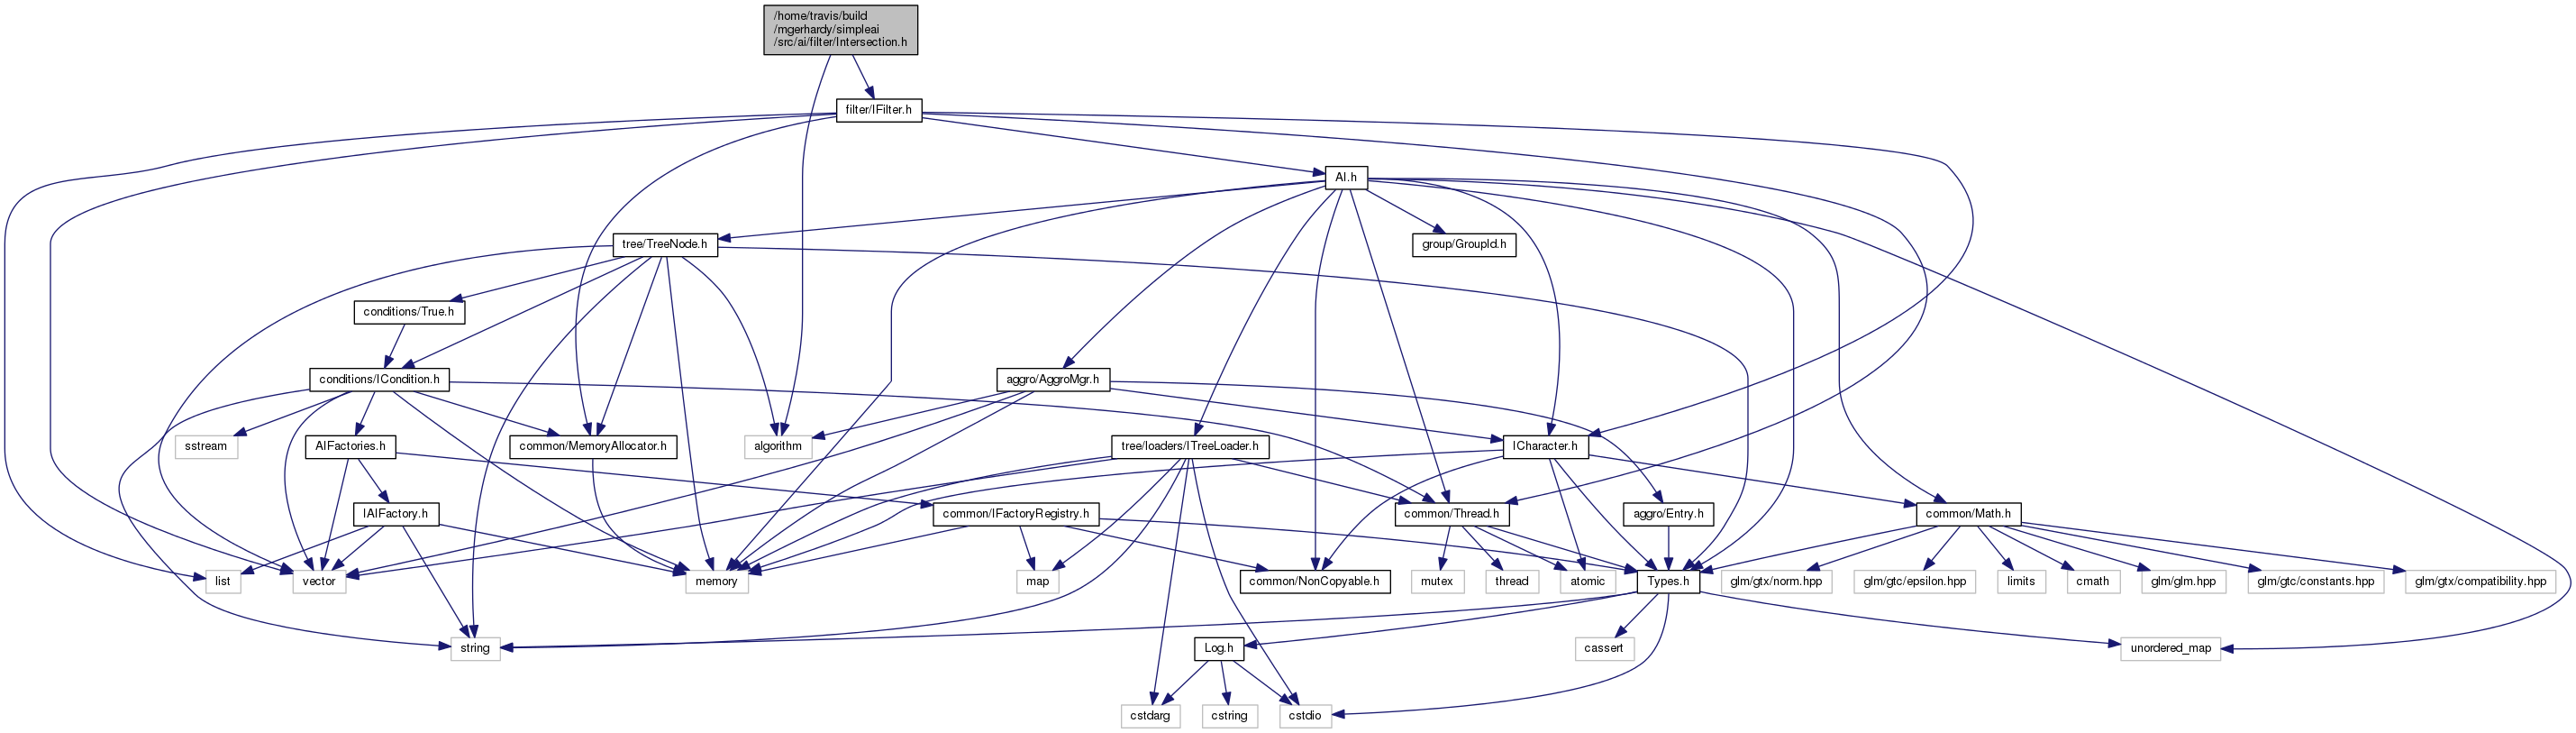 /home/travis/build
/mgerhardy/simpleai
/src/ai/filter/Intersection.h
filter/IFilter.h
AI.h
tree/TreeNode.h
group/GroupId.h
conditions/True.h
conditions/ICondition.h
aggro/AggroMgr.h
sstream
AIFactories.h
common/MemoryAllocator.h
algorithm
tree/loaders/ITreeLoader.h
ICharacter.h
IAIFactory.h
common/IFactoryRegistry.h
common/Thread.h
aggro/Entry.h
common/Math.h
list
vector
memory
map
common/NonCopyable.h
mutex
thread
atomic
Types.h
glm/gtx/norm.hpp
glm/gtc/epsilon.hpp
limits
cmath
glm/glm.hpp
glm/gtc/constants.hpp
glm/gtx/compatibility.hpp
string
Log.h
cassert
unordered_map
cstdarg
cstring
cstdio